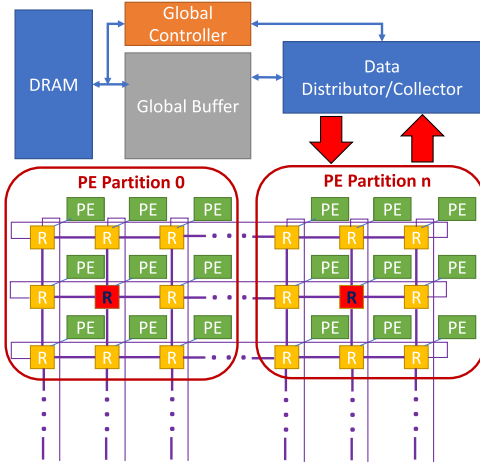 Global
Controller
DRAM
Global Buffer
Data
Distributor/Collector
PE Partition 0
PE Partition n
PE PE PE PE PE PE
R R R R R R
PE PE PE PE PE PE
R R R R R R
PE PE PE PE PE PE
R R R R R R